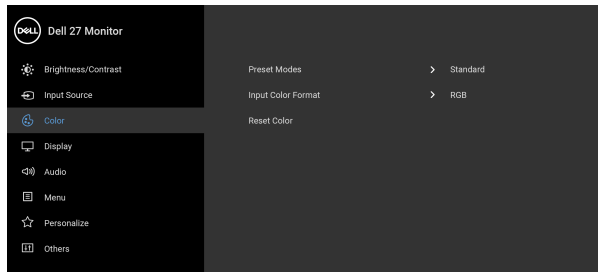 DELL Dell 27 Monitor
Brightness/Contrast
Preset Modes > Standard
Input Source
Input Color Format > RGB
Color
Reset Color
Display
Audio
Menu
Personalize
Others